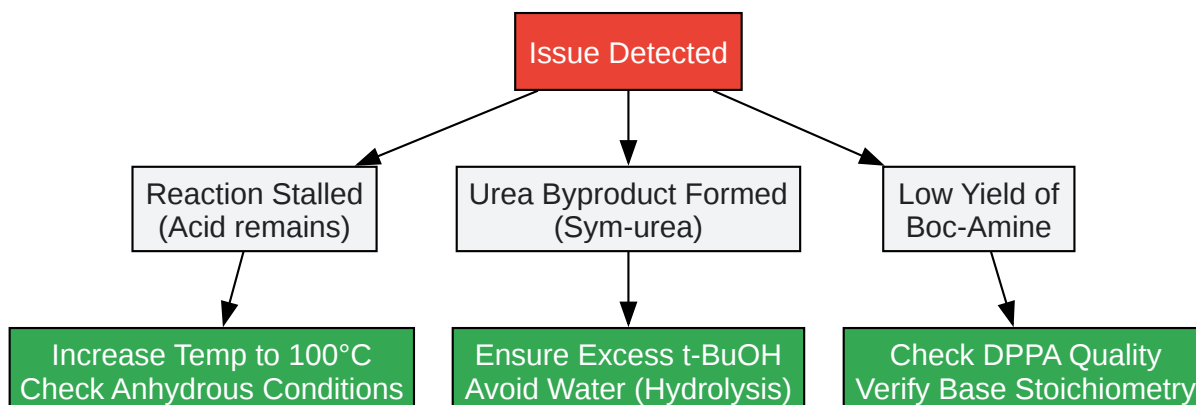 Issue Detected
Reaction Stalled
(Acid remains)
Urea Byproduct Formed
(Sym-urea)
Low Yield of
Boc-Amine
Increase Temp to 100°C
Check Anhydrous Conditions
Ensure Excess t-BuOH
Avoid Water (Hydrolysis)
Check DPPA Quality
Verify Base Stoichiometry